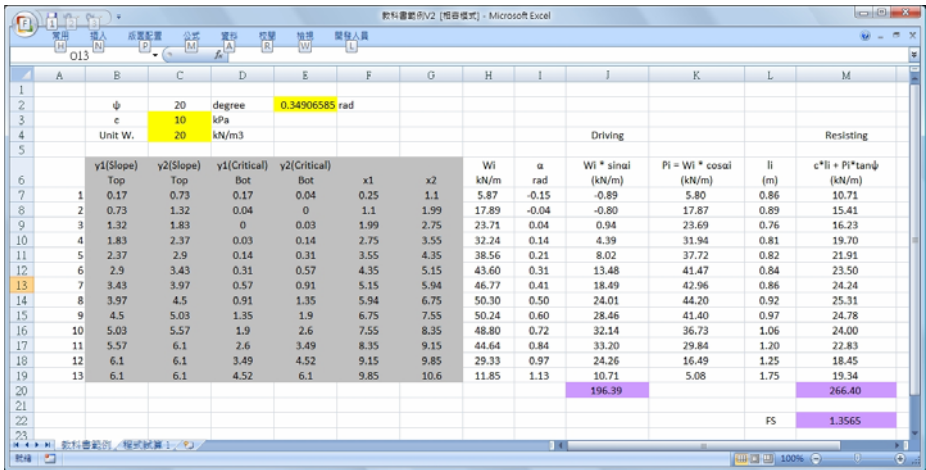 教科書範例V2 [相容模式] - Microsoft Excel
常用 插入 版面配置 公式 資料 校閱 檢視 開發人員
F 1 2 3
H N P M A R W L
O13 fx
A B C D E F G H I J K L M
1
2 ψ 20 degree 0.34906585 rad
3 c 10 kPa
4 Unit W. 20 kN/m3 Driving Resisting
5
y1(Slope) y2(Slope) y1(Critical) y2(Critical) Wi α Wi * sinαi Pi = Wi * cosαi li c*li + Pi*tanψ
6 Top Top Bot Bot x1 x2 kN/m rad (kN/m) (kN/m) (m) (kN/m)
7 1 0.17 0.73 0.17 0.04 0.25 1.1 5.87 -0.15 -0.89 5.80 0.86 10.71
8 2 0.73 1.32 0.04 0 1.1 1.99 17.89 -0.04 -0.80 17.87 0.89 15.41
9 3 1.32 1.83 0 0.03 1.99 2.75 23.71 0.04 0.94 23.69 0.76 16.23
10 4 1.83 2.37 0.03 0.14 2.75 3.55 32.24 0.14 4.39 31.94 0.81 19.70
11 5 2.37 2.9 0.14 0.31 3.55 4.35 38.56 0.21 8.02 37.72 0.82 21.91
12 6 2.9 3.43 0.31 0.57 4.35 5.15 43.60 0.31 13.48 41.47 0.84 23.50
13 7 3.43 3.97 0.57 0.91 5.15 5.94 46.77 0.41 18.49 42.96 0.86 24.24
14 8 3.97 4.5 0.91 1.35 5.94 6.75 50.30 0.50 24.01 44.20 0.92 25.31
15 9 4.5 5.03 1.35 1.9 6.75 7.55 50.24 0.60 28.46 41.40 0.97 24.78
16 10 5.03 5.57 1.9 2.6 7.55 8.35 48.80 0.72 32.14 36.73 1.06 24.00
17 11 5.57 6.1 2.6 3.49 8.35 9.15 44.64 0.84 33.20 29.84 1.20 22.83
18 12 6.1 6.1 3.49 4.52 9.15 9.85 29.33 0.97 24.26 16.49 1.25 18.45
19 13 6.1 6.1 4.52 6.1 9.85 10.6 11.85 1.13 10.71 5.08 1.75 19.34
20 196.39 266.40
21
22 FS 1.3565
23
教科書範例 程式試算-1
就緒 100%